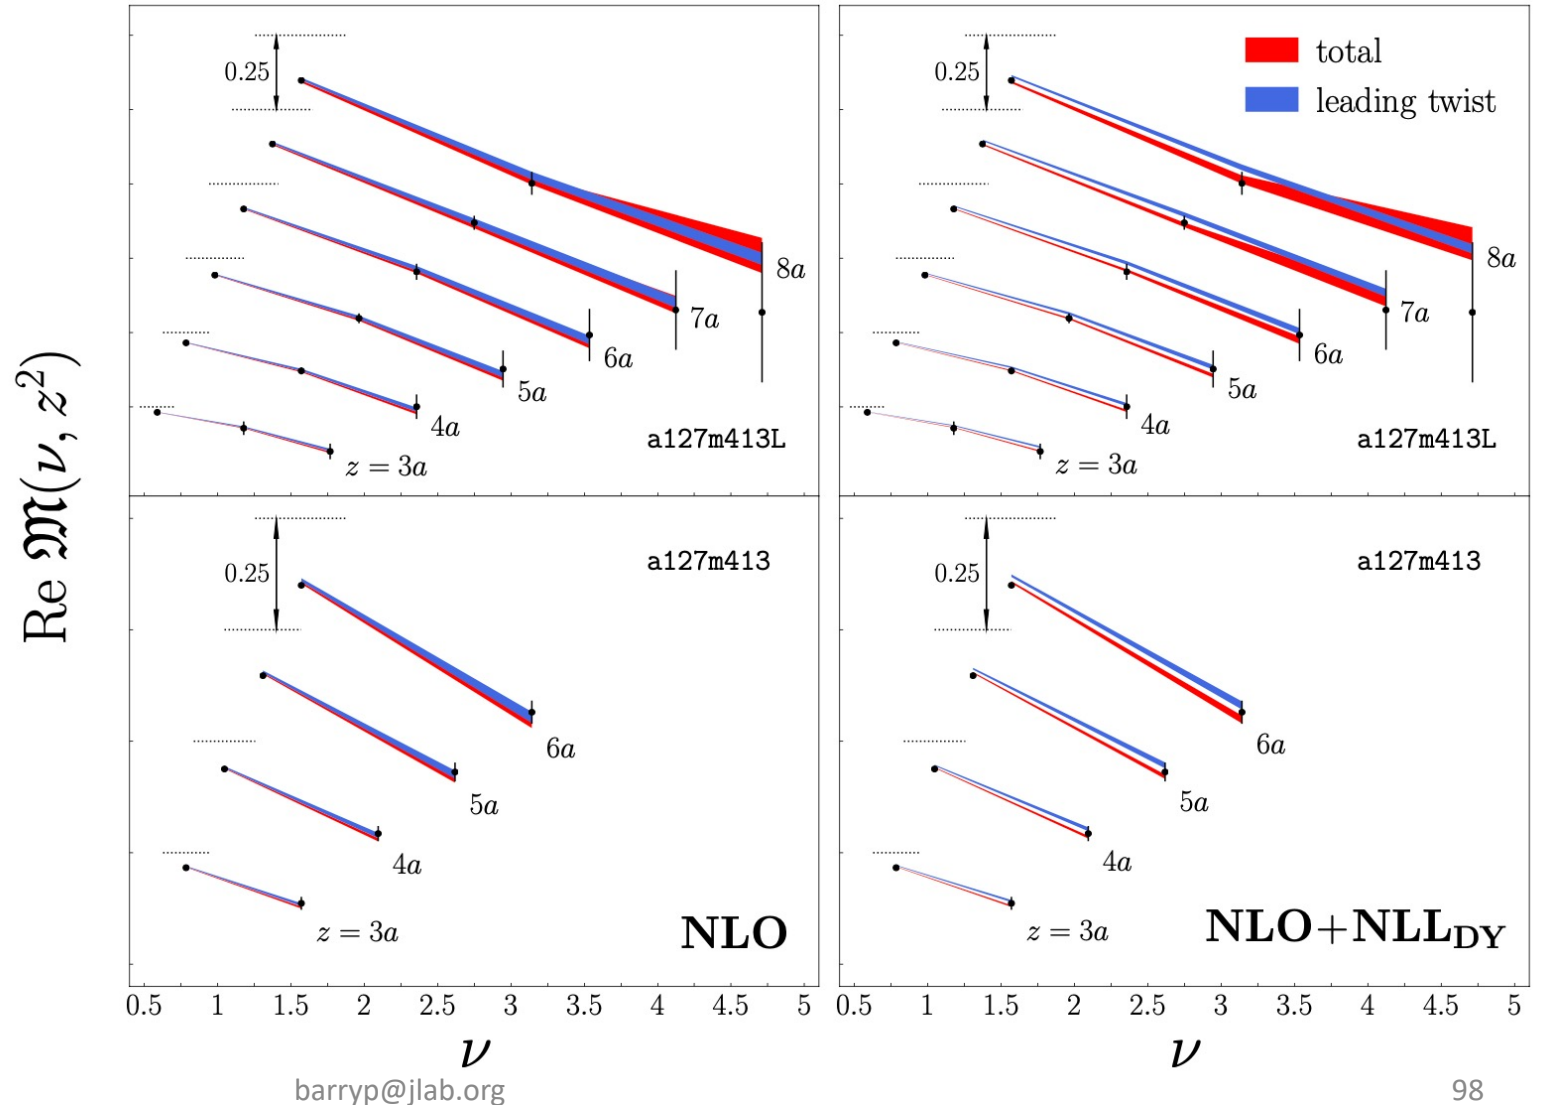 Re 𝔐(ν, z²)
0.25
8a
7a
6a
5a
4a
z = 3a
a127m413L
total
leading twist
0.25
8a
7a
6a
5a
4a
z = 3a
a127m413L
a127m413
0.25
6a
5a
4a
z = 3a
NLO
a127m413
0.25
6a
5a
4a
z = 3a
NLO+NLL_DY
0.5 1 1.5 2 2.5 3 3.5 4 4.5 5
0.5 1 1.5 2 2.5 3 3.5 4 4.5 5
ν
ν
barryp@jlab.org
98